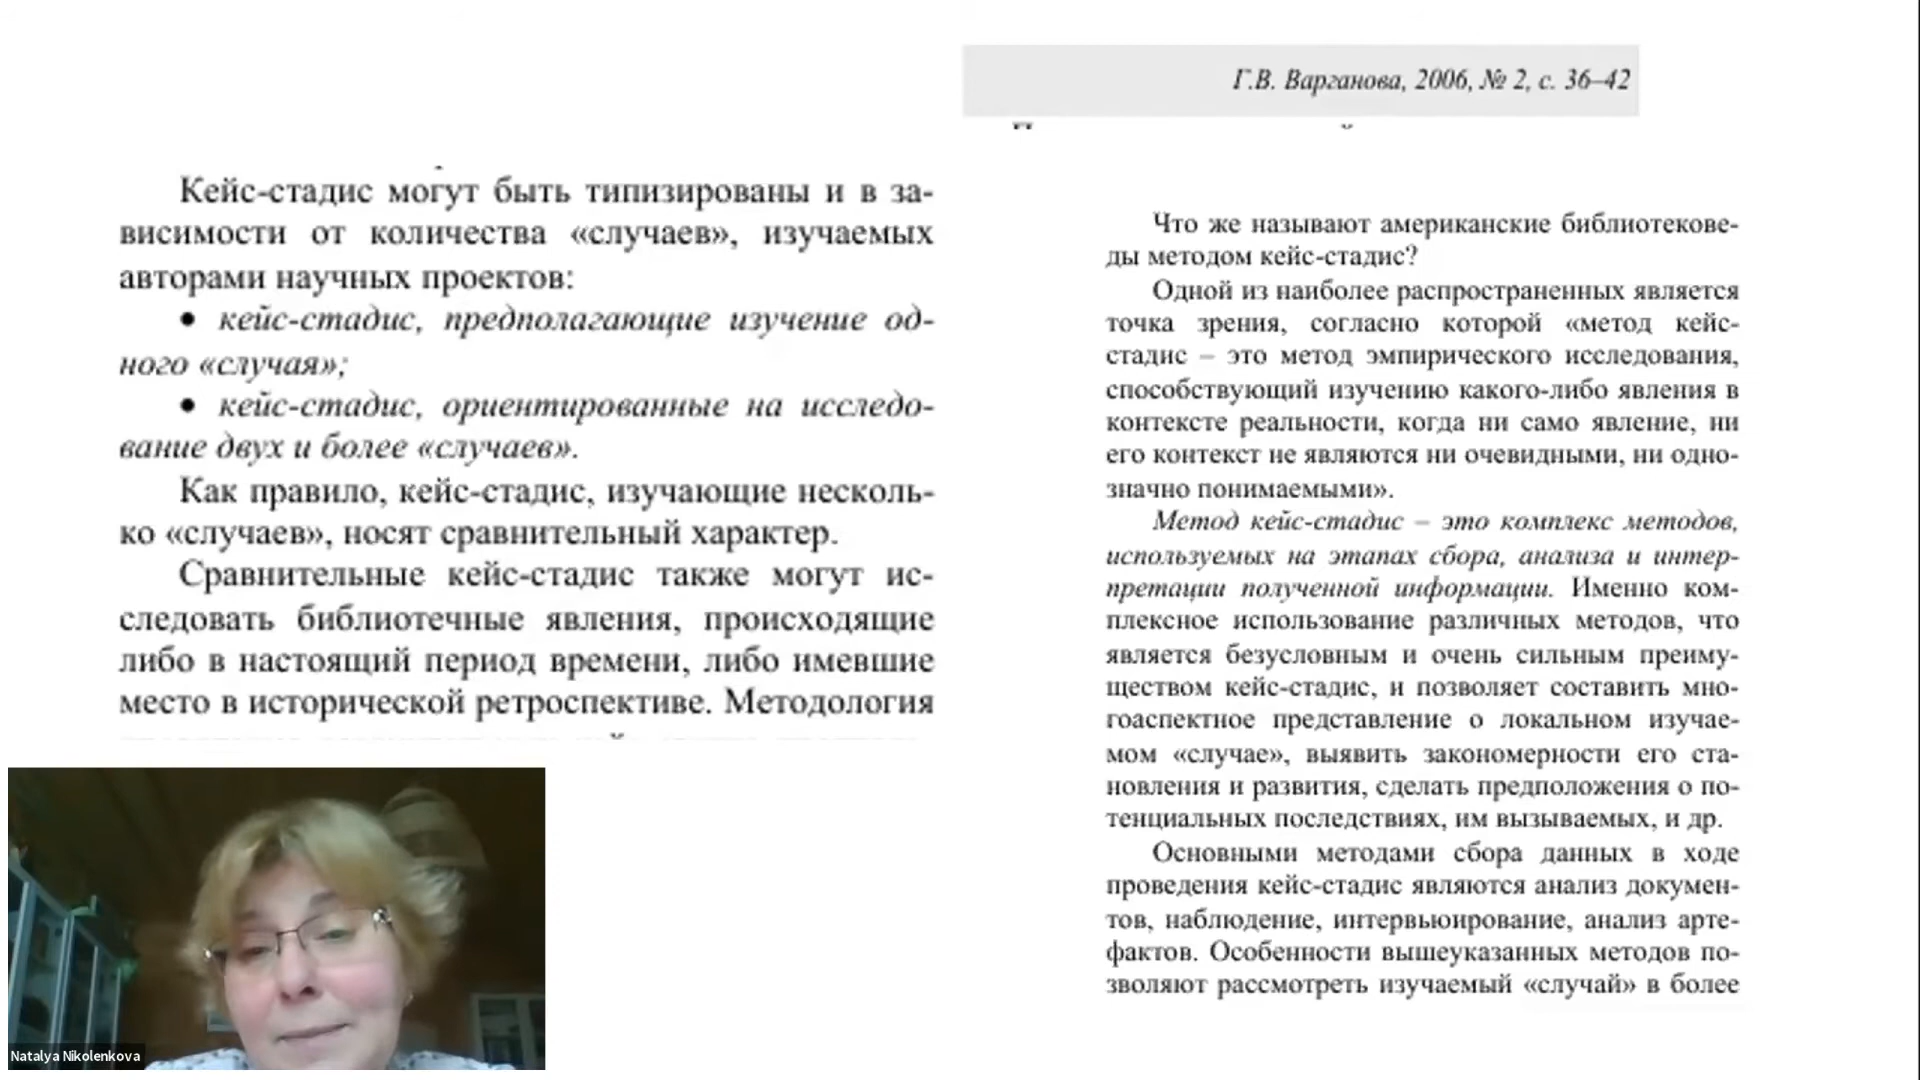 Г.В. Варганова, 2006, № 2, с. 36–42
Кейс-стадис могут быть типизированы и в за-
висимости от количества «случаев», изучаемых
авторами научных проектов:
• кейс-стадис, предполагающие изучение од-
ного «случая»;
• кейс-стадис, ориентированные на исследо-
вание двух и более «случаев».
Как правило, кейс-стадис, изучающие несколь-
ко «случаев», носят сравнительный характер.
Сравнительные кейс-стадис также могут ис-
следовать библиотечные явления, происходящие
либо в настоящий период времени, либо имевшие
место в исторической ретроспективе. Методология
Что же называют американские библиотекове-
ды методом кейс-стадис?
Одной из наиболее распространенных является
точка зрения, согласно которой «метод кейс-
стадис – это метод эмпирического исследования,
способствующий изучению какого-либо явления в
контексте реальности, когда ни само явление, ни
его контекст не являются ни очевидными, ни одно-
значно понимаемыми».
Метод кейс-стадис – это комплекс методов,
используемых на этапах сбора, анализа и интер-
претации полученной информации. Именно ком-
плексное использование различных методов, что
является безусловным и очень сильным преиму-
ществом кейс-стадис, и позволяет составить мно-
гоаспектное представление о локальном изучае-
мом «случае», выявить закономерности его ста-
новления и развития, сделать предположения о по-
тенциальных последствиях, им вызываемых, и др.
Основными методами сбора данных в ходе
проведения кейс-стадис являются анализ докумен-
тов, наблюдение, интервьюирование, анализ арте-
фактов. Особенности вышеуказанных методов по-
зволяют рассмотреть изучаемый «случай» в более
Natalya Nikolenkova